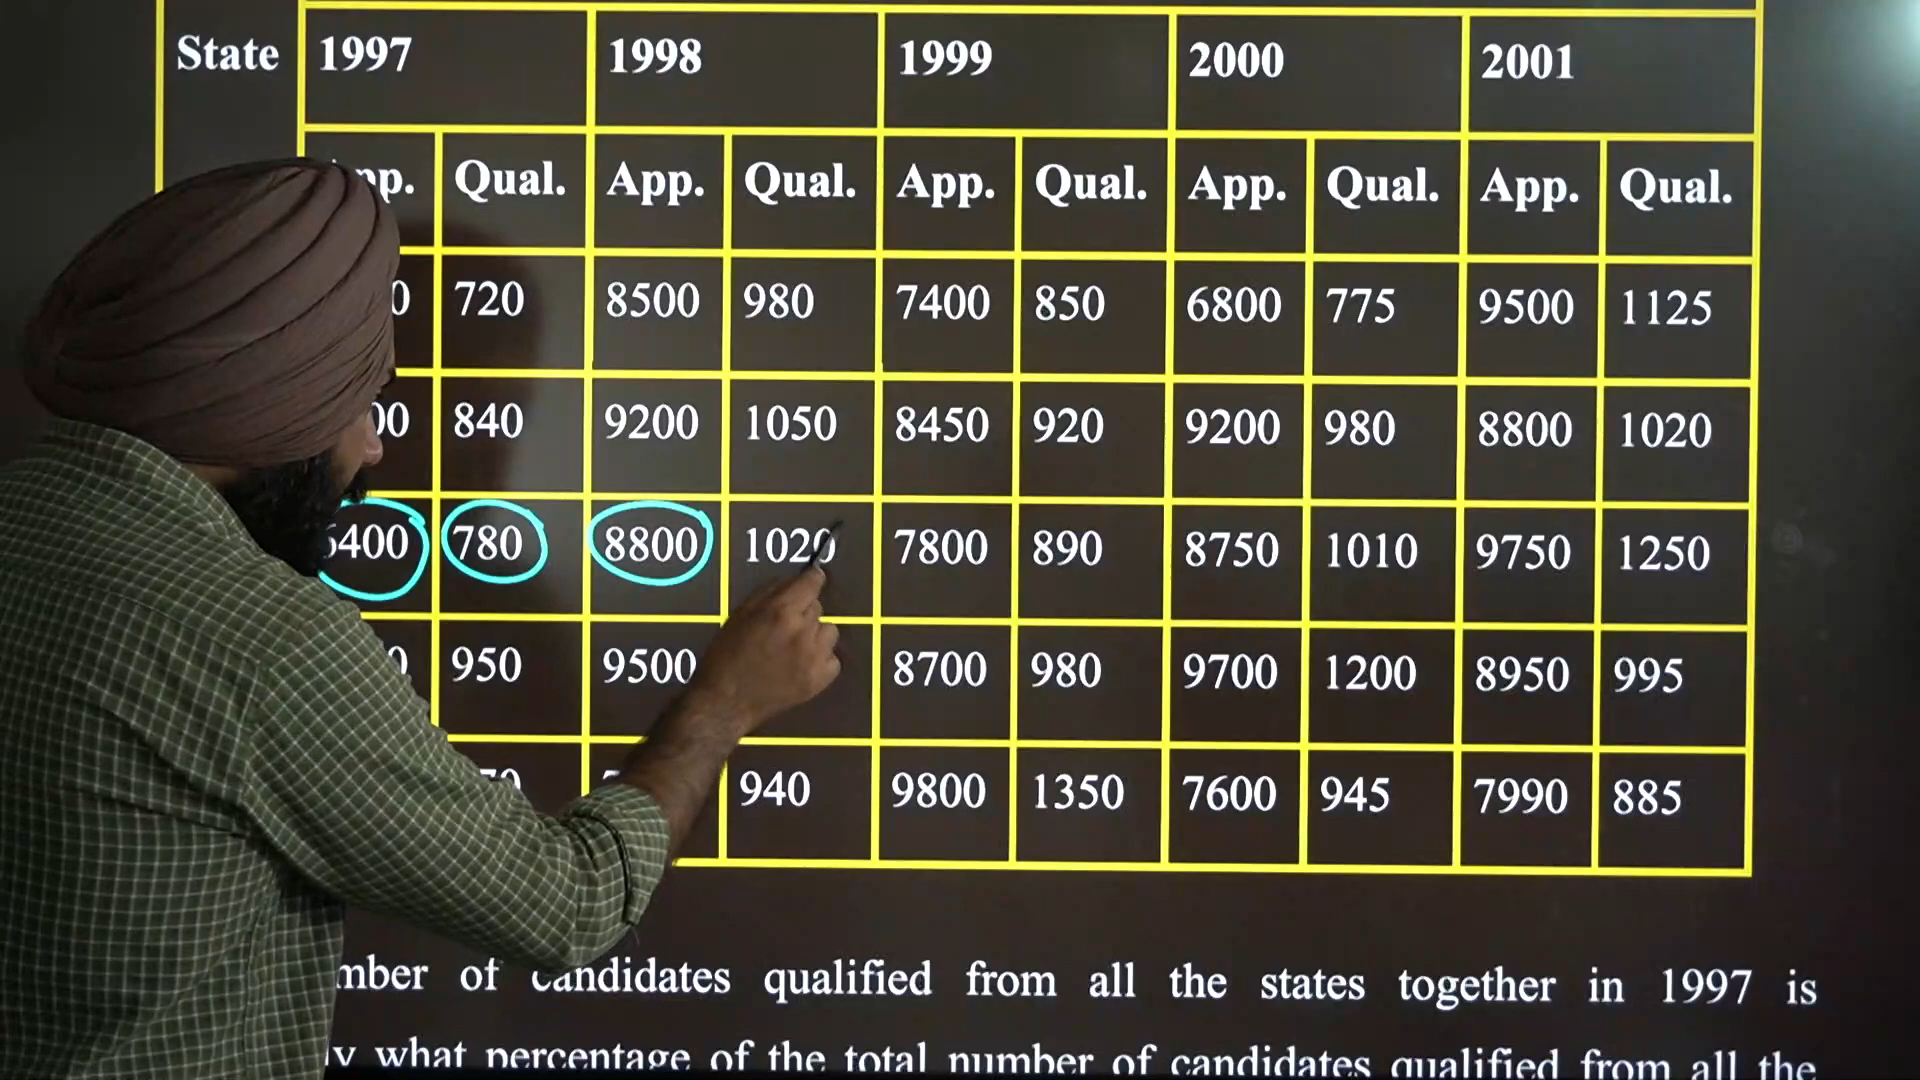 State 1997 1998 1999 2000 2001
Qual. App. Qual. App. Qual. App. Qual. App. Qual.
720 8500 980 7400 850 6800 775 9500 1125
840 9200 1050 8450 920 9200 980 8800 1020
780 8800 1020 7800 890 8750 1010 9750 1250
950 9500 8700 980 9700 1200 8950 995
940 9800 1350 7600 945 7990 885
of candidates qualified from all the states together in 1997 is
what percentage of the total number of candidates qualified from all the